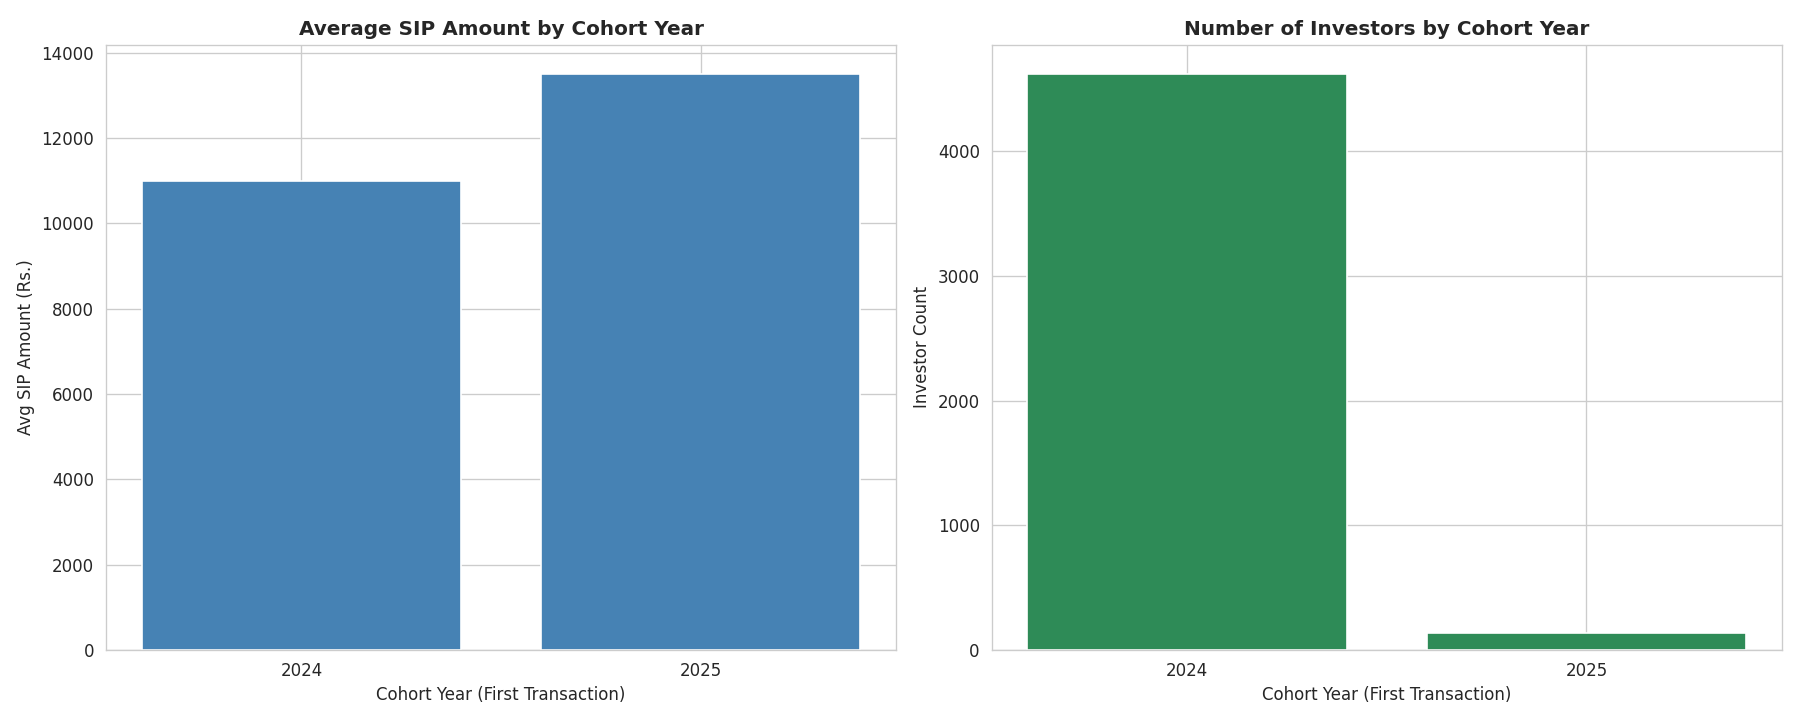 Average SIP Amount by Cohort Year
14000
12000
10000
8000
6000
4000
2000
0
Avg SIP Amount (Rs.)
2024
2025
Cohort Year (First Transaction)
Number of Investors by Cohort Year
4000
3000
2000
1000
0
Investor Count
2024
2025
Cohort Year (First Transaction)